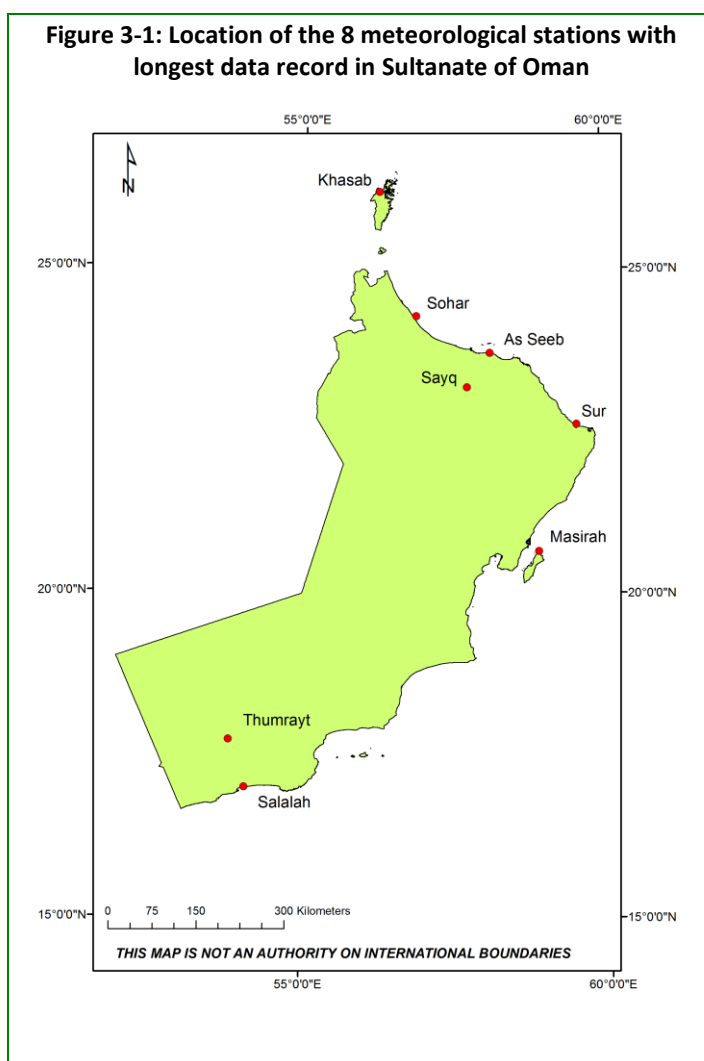 Figure 3-1: Location of the 8 meteorological stations with
longest data record in Sultanate of Oman
55°0'0"E 60°0'0"E
N
Khasab
25°0'0"N 25°0'0"N
Sohar
As Seeb
Sayq
Sur
Masirah
20°0'0"N 20°0'0"N
Thumrayt
Salalah
0 75 150 300 Kilometers
15°0'0"N 15°0'0"N
THIS MAP IS NOT AN AUTHORITY ON INTERNATIONAL BOUNDARIES
55°0'0"E 60°0'0"E